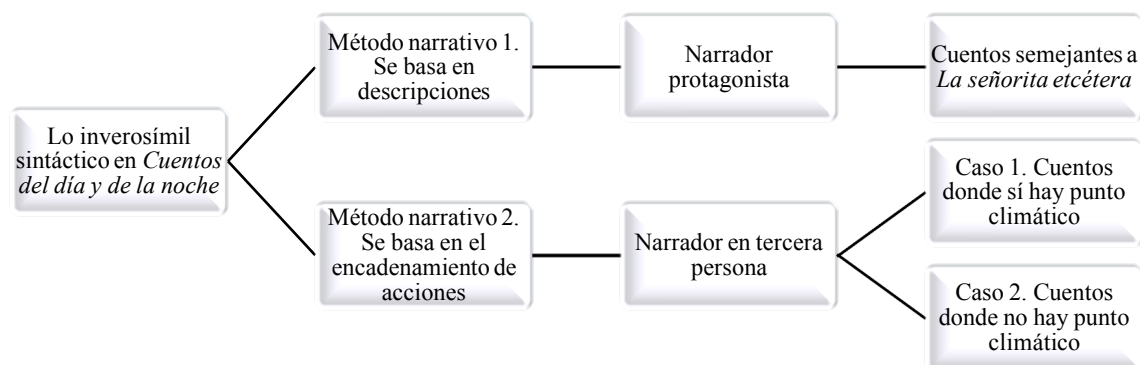 Lo inverosímil
sintáctico en Cuentos
del día y de la noche
Método narrativo 1.
Se basa en
descripciones
Narrador
protagonista
Cuentos semejantes a
La señorita etcétera
Método narrativo 2.
Se basa en el
encadenamiento de
acciones
Narrador en tercera
persona
Caso 1. Cuentos
donde sí hay punto
climático
Caso 2. Cuentos
donde no hay punto
climático